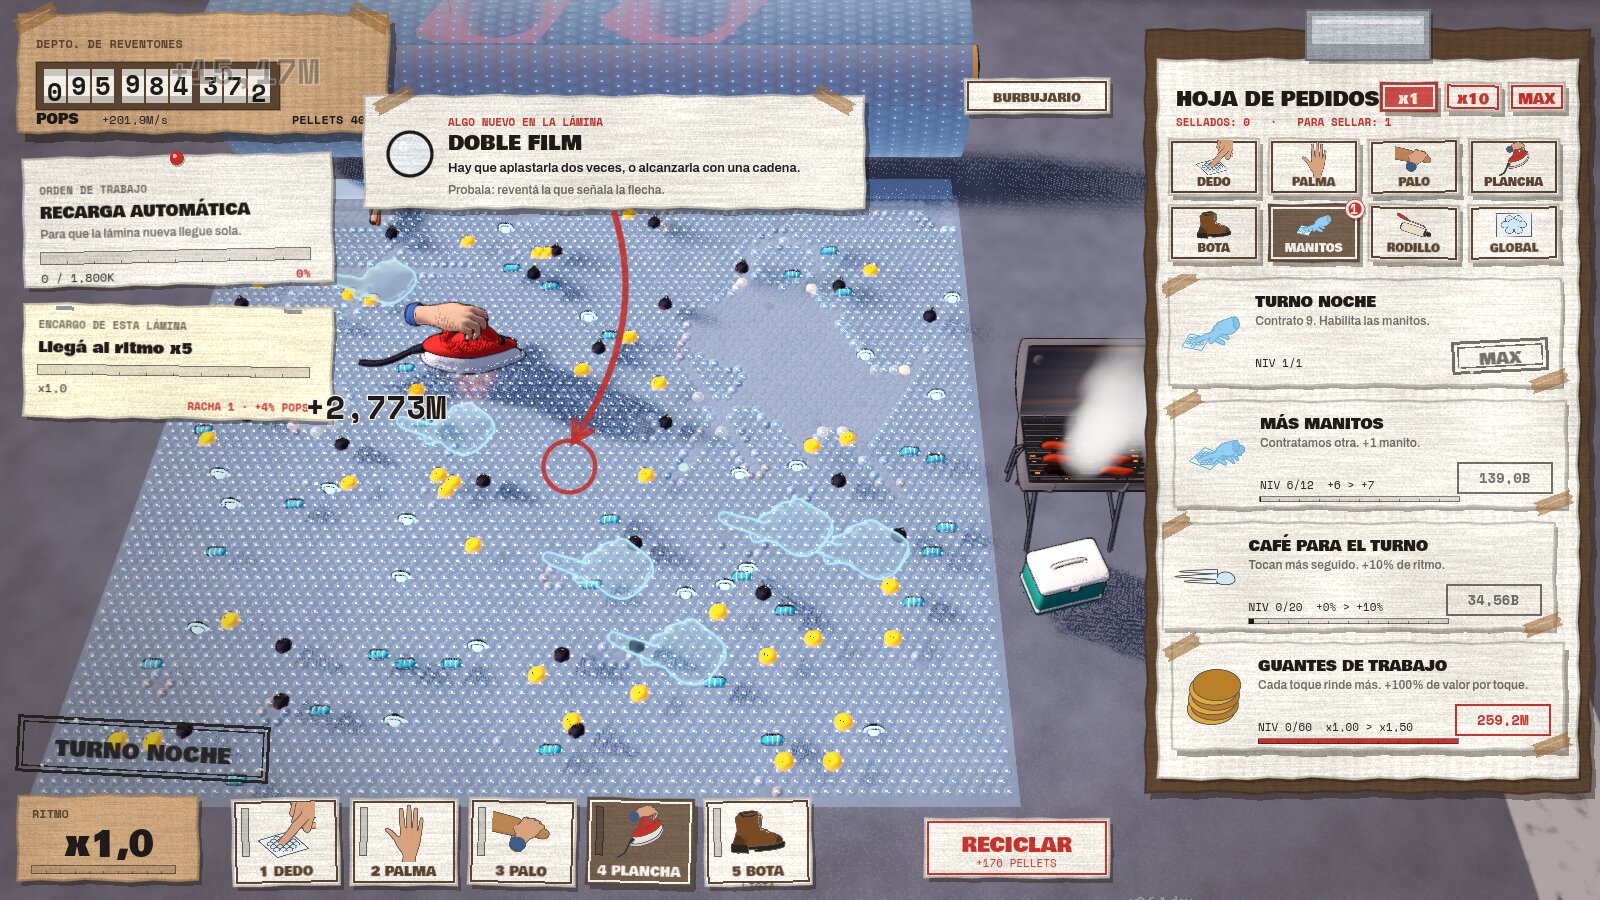 DEPTO. DE REVENTONES
095 984 372
POPS +201.9M/s PELLETS 40
ORDEN DE TRABAJO
RECARGA AUTOMÁTICA
Para que la lámina nueva llegue sola.
0 / 1.800K 0%
ENCARGO DE ESTA LÁMINA
Llegá al ritmo x5
x1,0
RACHA 1 · +4% POPS
+2,773M
ALGO NUEVO EN LA LÁMINA
DOBLE FILM
Hay que aplastarla dos veces, o alcanzarla con una cadena.
Probala: reventá la que señala la flecha.
BURBUJARIO
HOJA DE PEDIDOS x1 x10 MAX
SELLADOS: 0 · PARA SELLAR: 1
DEDO PALMA PALO PLANCHA
1
BOTA MANITOS RODILLO GLOBAL
TURNO NOCHE
Contrato 9. Habilita las manitos.
NIV 1/1 MAX
MÁS MANITOS
Contratamos otra. +1 manito.
NIV 6/12 +6 > +7 139,0B
CAFÉ PARA EL TURNO
Tocan más seguido. +10% de ritmo.
NIV 0/20 +0% > +10% 34,56B
GUANTES DE TRABAJO
Cada toque rinde más. +100% de valor por toque.
NIV 0/60 x1,00 > x1,50 259,2M
TURNO NOCHE
RITMO
x1,0
1 DEDO 2 PALMA 3 PALO 4 PLANCHA 5 BOTA
RECICLAR
+176 PELLETS